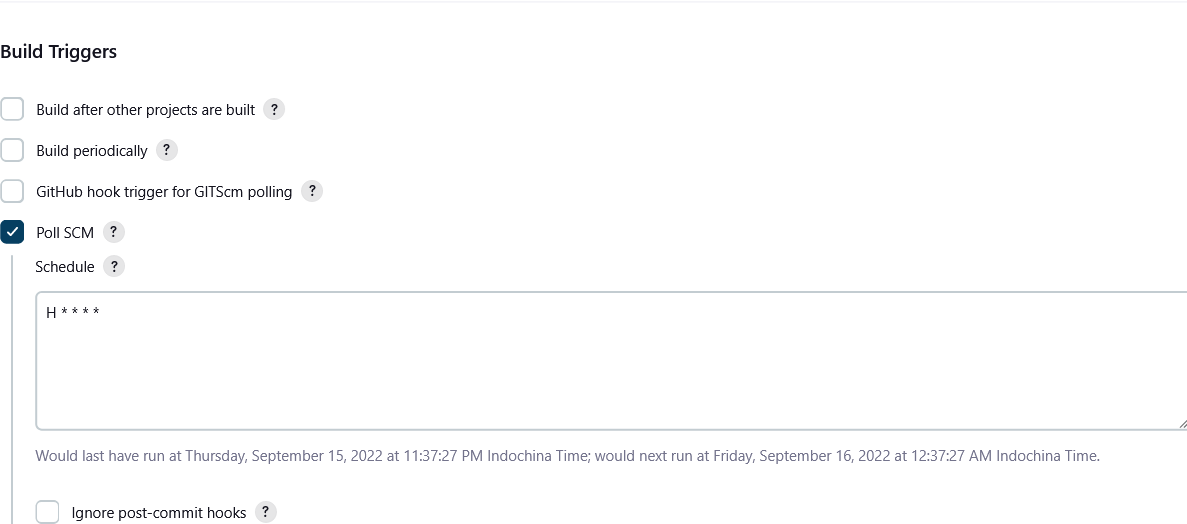 Build Triggers
Build after other projects are built ?
Build periodically ?
GitHub hook trigger for GITScm polling ?
Poll SCM ?
Schedule ?
H * * * *
Would last have run at Thursday, September 15, 2022 at 11:37:27 PM Indochina Time; would next run at Friday, September 16, 2022 at 12:37:27 AM Indochina Time.
Ignore post-commit hooks ?